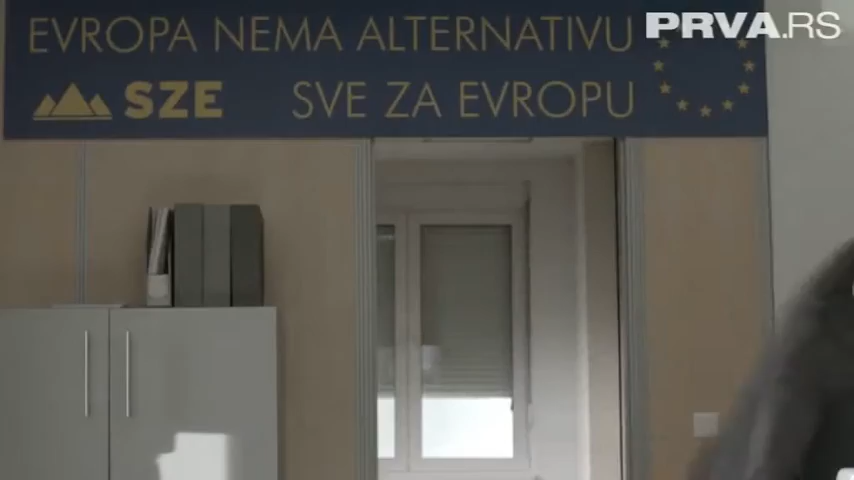 PRVA.RS
EVROPA NEMA ALTERNATIVU
SZE SVE ZA EVROPU